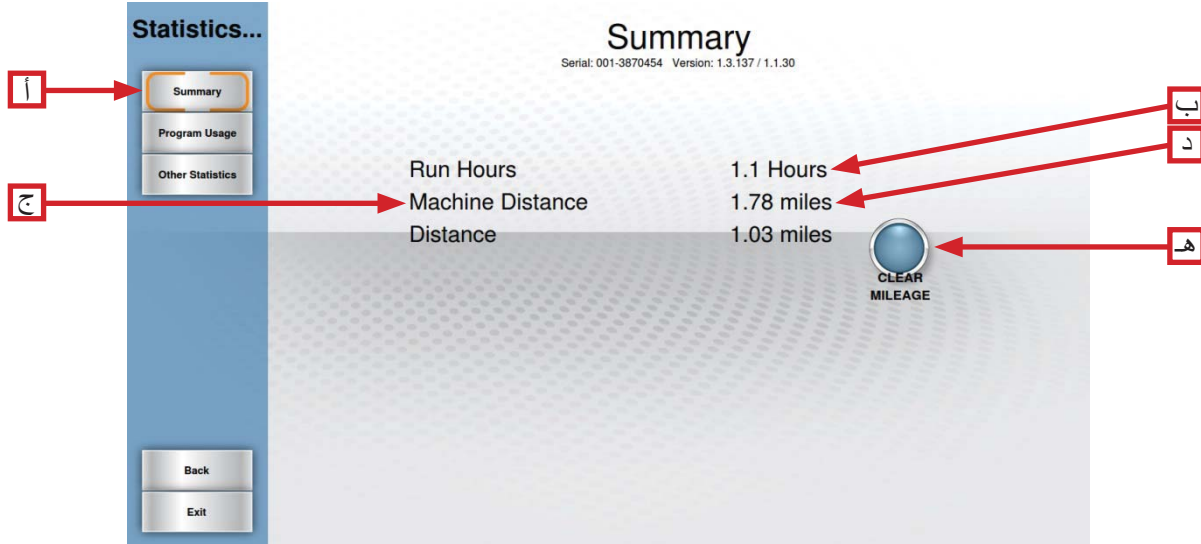 Statistics...
Summary
Serial: 001-3870454 Version: 1.3.137 / 1.1.30
أ
Summary
Program Usage
Other Statistics
ب
د
Run Hours 1.1 Hours
ج
Machine Distance 1.78 miles
Distance 1.03 miles
هـ
CLEAR
MILEAGE
Back
Exit